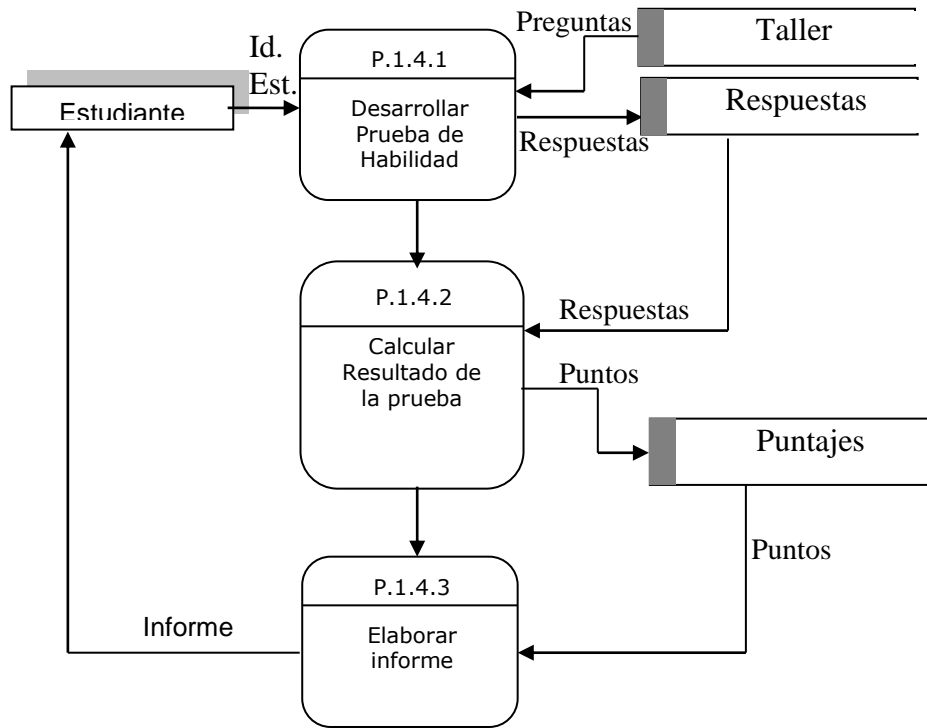 Preguntas
Taller
Id.
Est.
P.1.4.1
Estudiante
Desarrollar
Prueba de
Habilidad
Respuestas
Respuestas
P.1.4.2
Respuestas
Calcular
Resultado de
la prueba
Puntos
Puntajes
Puntos
P.1.4.3
Informe
Elaborar
informe